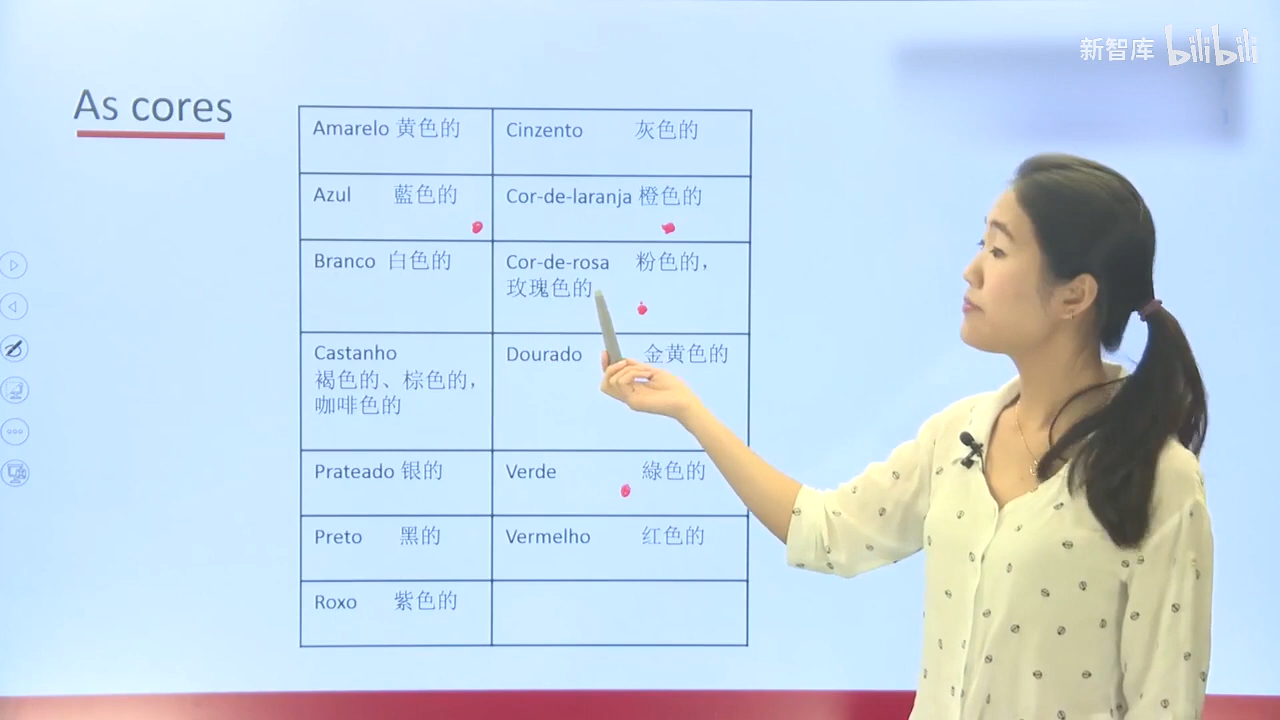 新智库 bilibili
As cores
Amarelo 黄色的
Cinzento 灰色的
Azul 藍色的
Cor-de-laranja 橙色的
Branco 白色的
Cor-de-rosa 粉色的，
玫瑰色的
Castanho
褐色的、棕色的，
咖啡色的
Dourado 金黄色的
Prateado 银的
Verde 綠色的
Preto 黑的
Vermelho 红色的
Roxo 紫色的